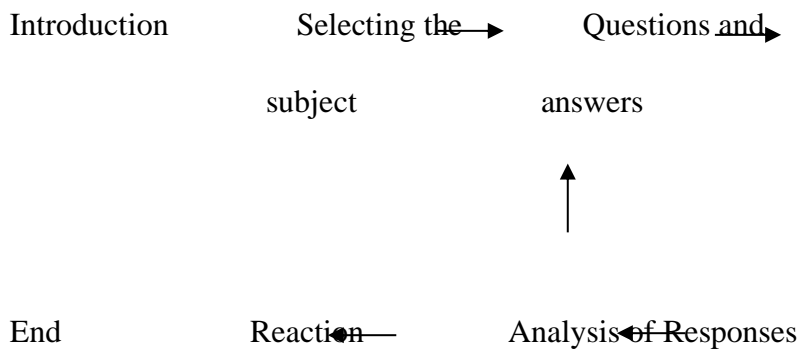 Introduction Selecting the Questions and
subject answers
End Reaction Analysis of Responses